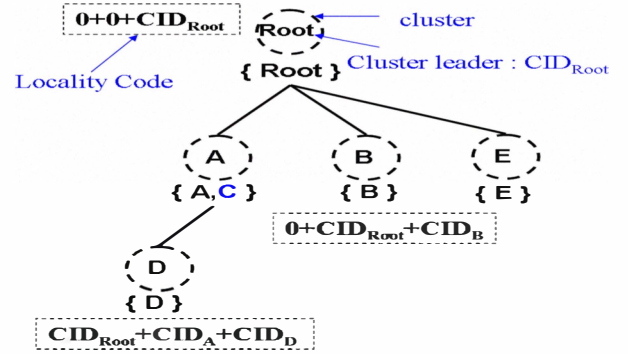 0+0+CIDRoot
Root
cluster
Locality Code
{ Root }
Cluster leader : CIDRoot
A
B
E
{ A,C }
{ B }
{ E }
0+CIDRoot+CIDB
D
{ D }
CIDRoot+CIDA+CIDD